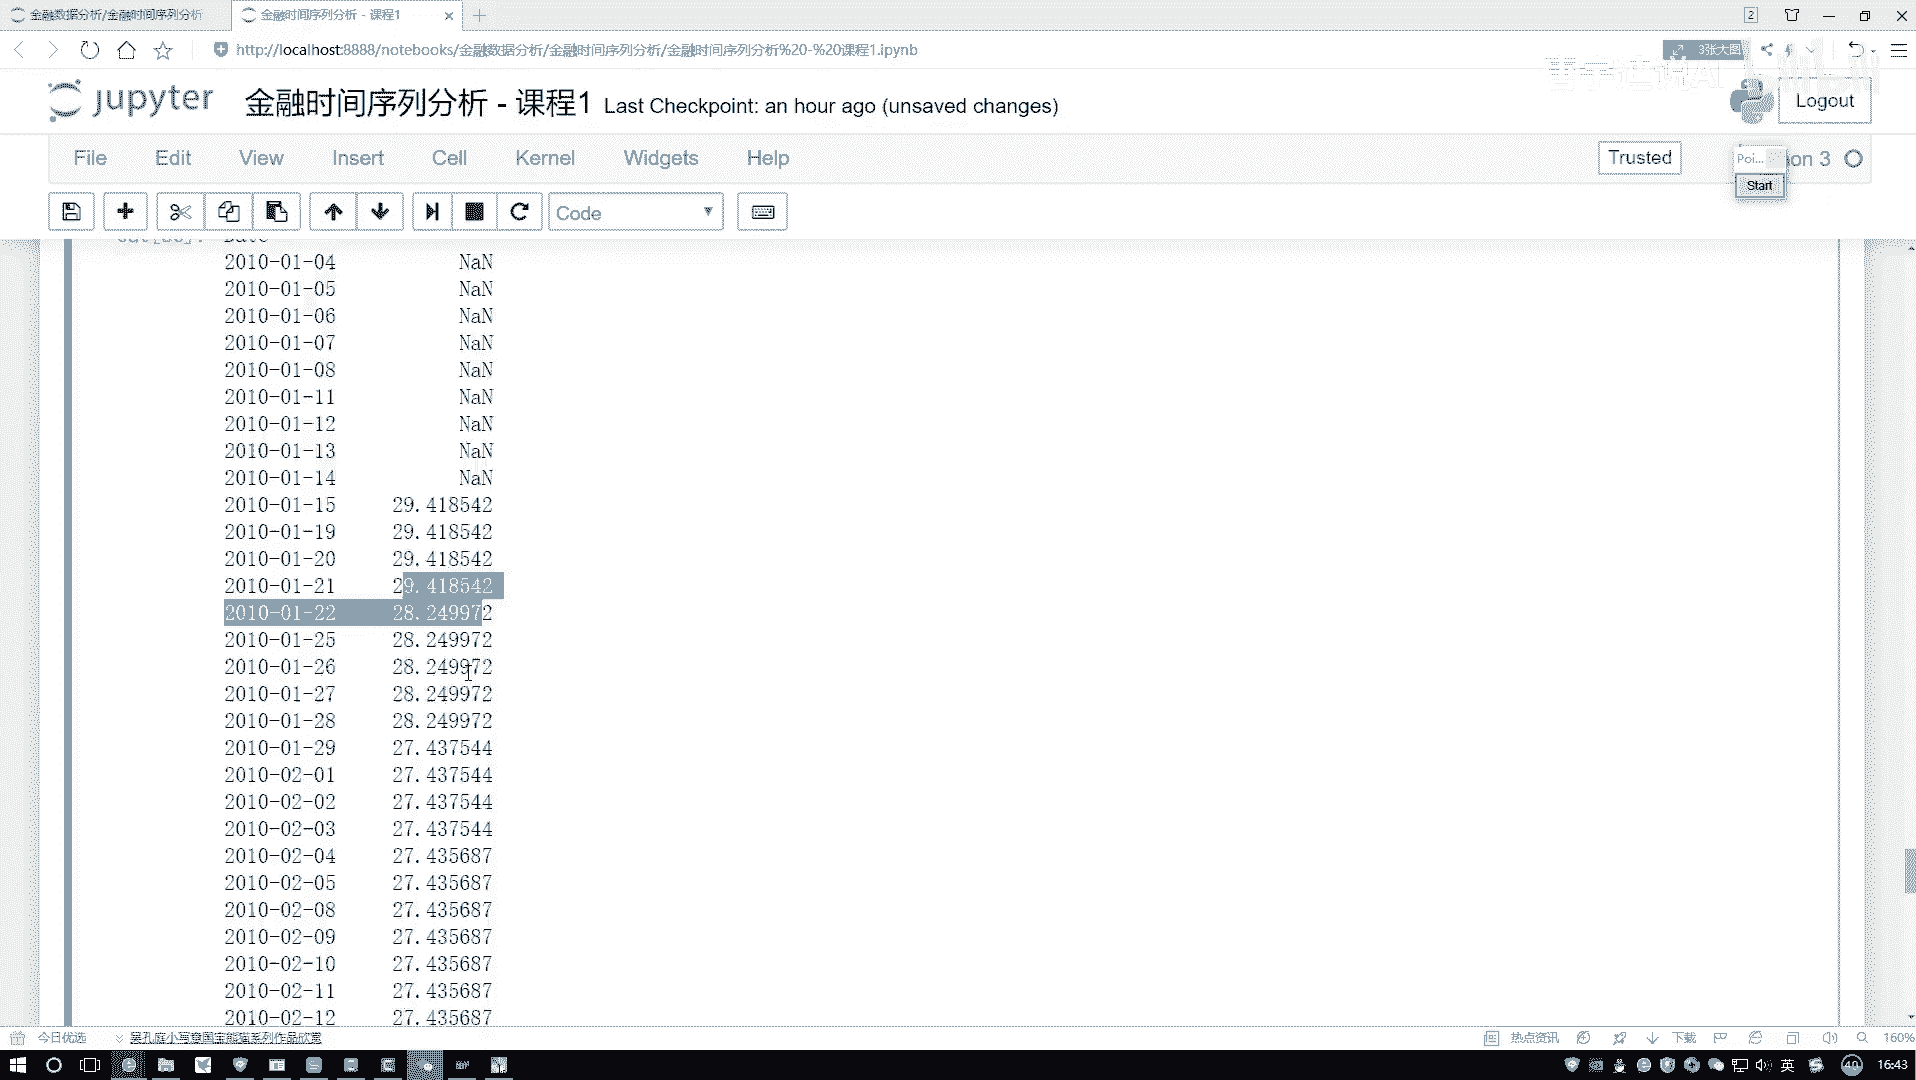 金融数据分析/金融时间序列分析
金融时间序列分析 - 课程1
2
http://localhost:8888/notebooks/金融数据分析/金融时间序列分析/金融时间序列分析%20-%20课程1.ipynb
3张大图
jupyter 金融时间序列分析 - 课程1 Last Checkpoint: an hour ago (unsaved changes)
Logout
File Edit View Insert Cell Kernel Widgets Help
Trusted
Poi...
on 3
Start
Code
2010-01-04 NaN
2010-01-05 NaN
2010-01-06 NaN
2010-01-07 NaN
2010-01-08 NaN
2010-01-11 NaN
2010-01-12 NaN
2010-01-13 NaN
2010-01-14 NaN
2010-01-15 29.418542
2010-01-19 29.418542
2010-01-20 29.418542
2010-01-21 29.418542
2010-01-22 28.249972
2010-01-25 28.249972
2010-01-26 28.249972
2010-01-27 28.249972
2010-01-28 28.249972
2010-01-29 27.437544
2010-02-01 27.437544
2010-02-02 27.437544
2010-02-03 27.437544
2010-02-04 27.435687
2010-02-05 27.435687
2010-02-08 27.435687
2010-02-09 27.435687
2010-02-10 27.435687
2010-02-11 27.435687
2010-02-12 27.435687
今日优选
热点资讯
下载
160%
英
40
16:43